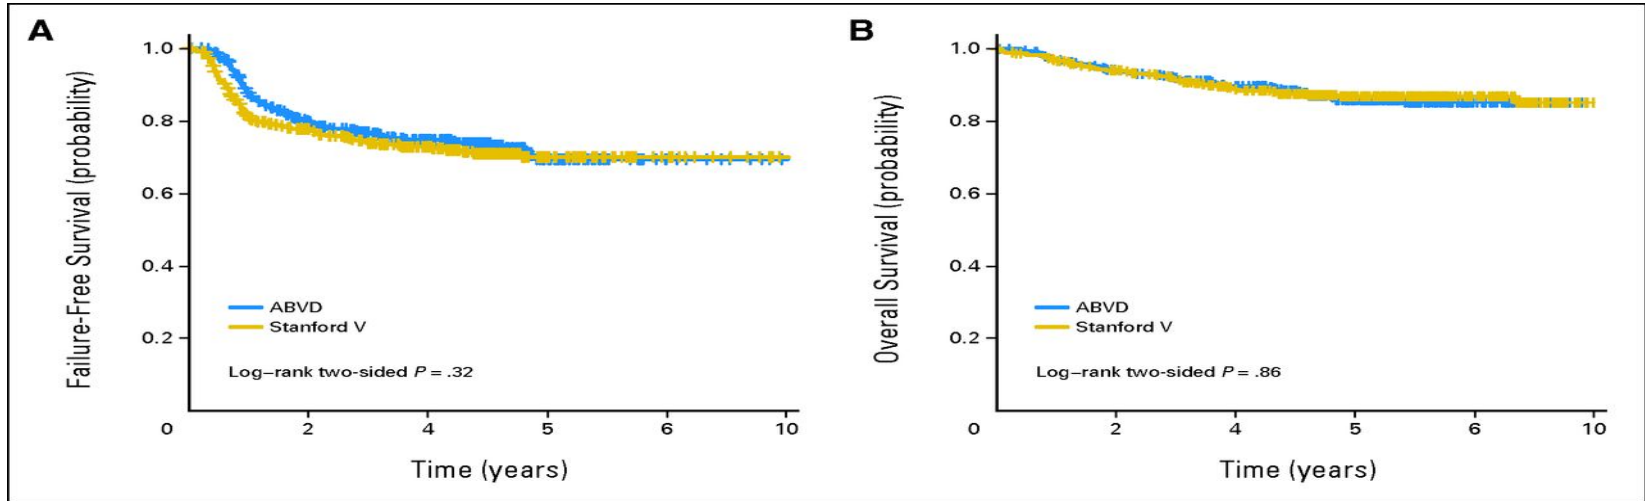 A
Failure-Free Survival (probability)
1.0
0.8
0.6
0.4
0.2
0
2
4
5
6
10
ABVD
Stanford V
Log–rank two-sided P = .32
Time (years)
B
Overall Survival (probability)
1.0
0.8
0.6
0.4
0.2
0
2
4
5
6
10
ABVD
Stanford V
Log–rank two-sided P = .86
Time (years)